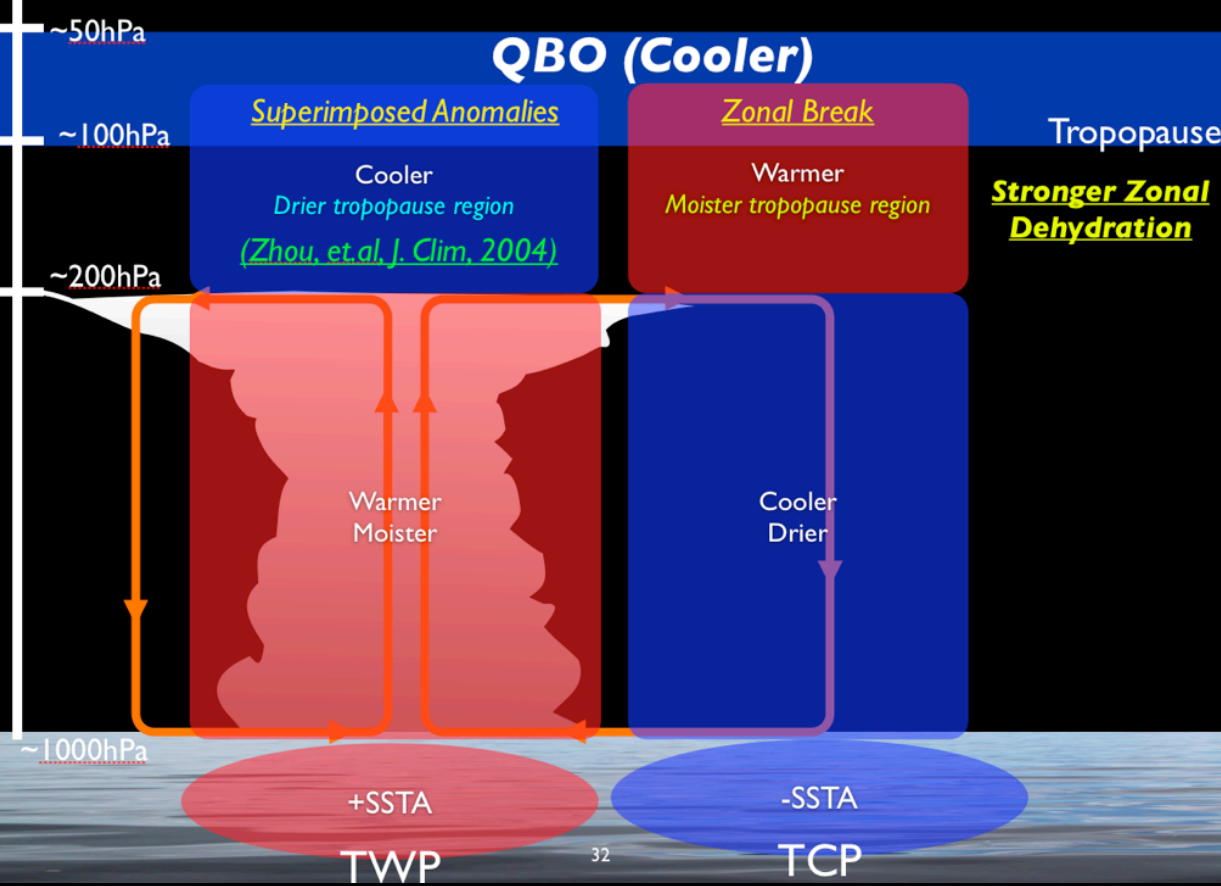 ~50hPa
QBO (Cooler)
Superimposed Anomalies
Zonal Break
~100hPa
Tropopause
Cooler
Drier tropopause region
(Zhou, et.al, J. Clim, 2004)
Warmer
Moister tropopause region
Stronger Zonal
Dehydration
~200hPa
Warmer
Moister
Cooler
Drier
~1000hPa
+SSTA
-SSTA
TWP
32
TCP